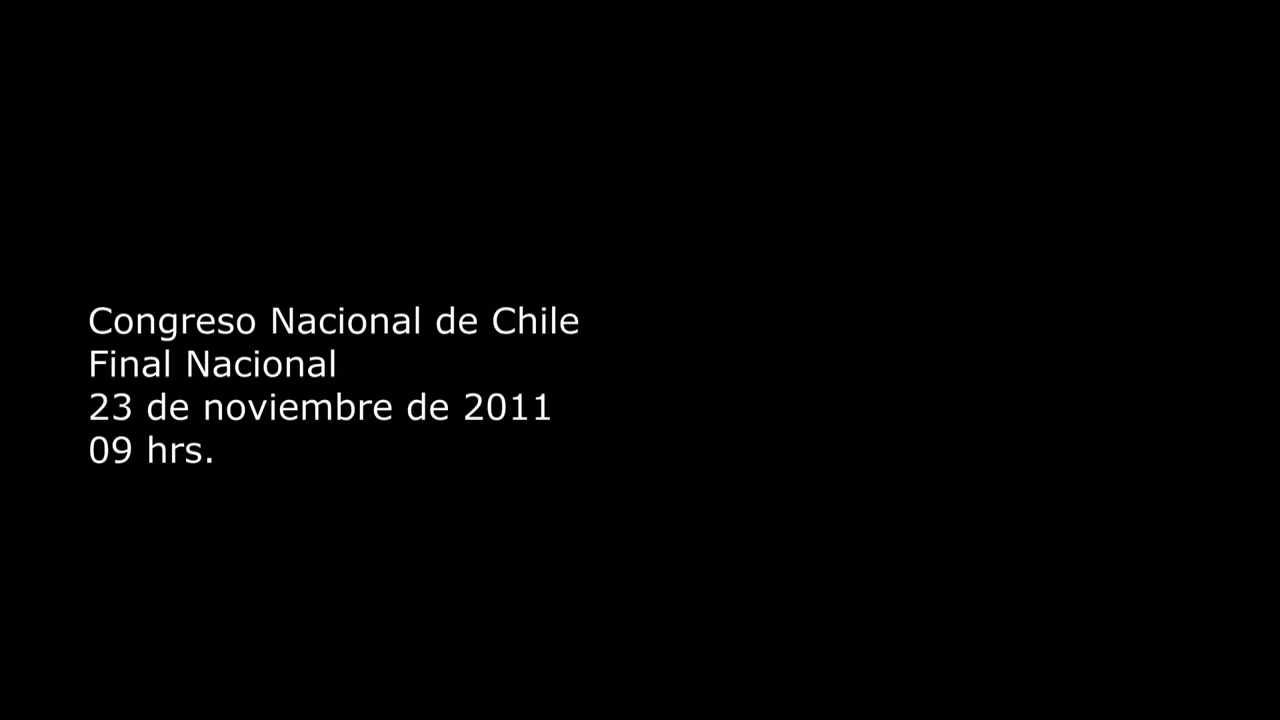 Congreso Nacional de Chile
Final Nacional
23 de noviembre de 2011
09 hrs.